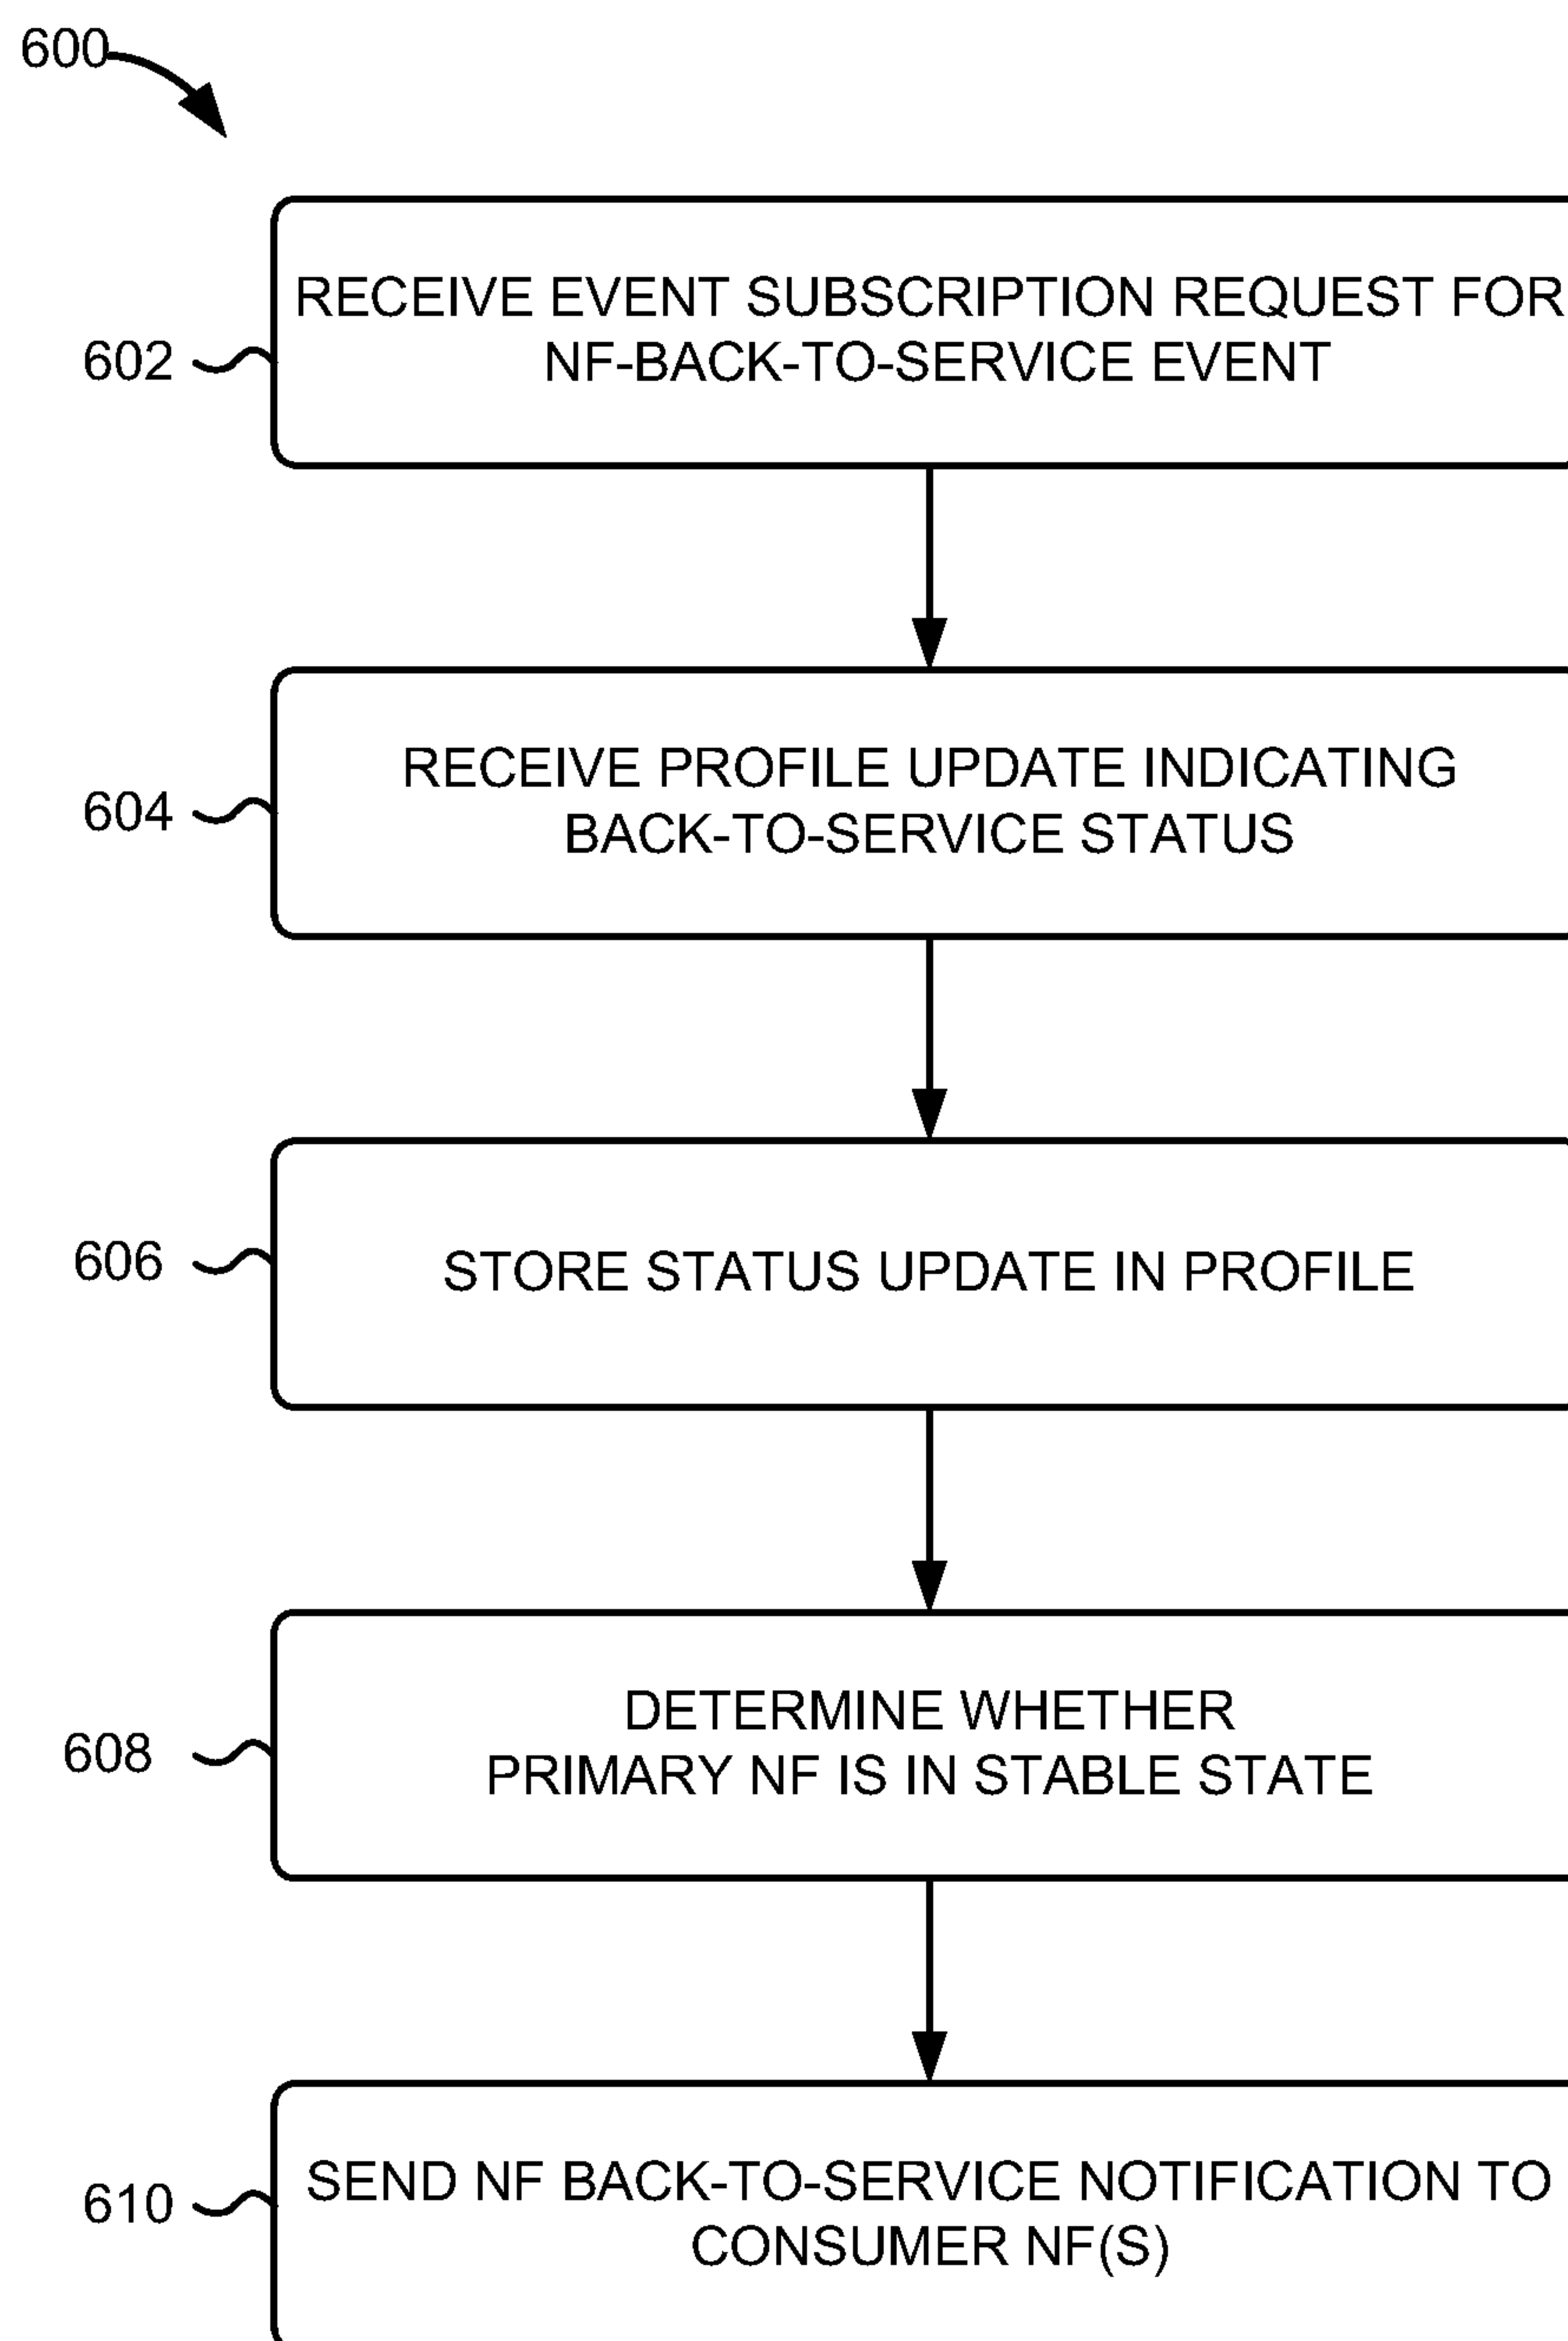 600
RECEIVE EVENT SUBSCRIPTION REQUEST FOR
NF-BACK-TO-SERVICE EVENT
602
RECEIVE PROFILE UPDATE INDICATING
BACK-TO-SERVICE STATUS
604
STORE STATUS UPDATE IN PROFILE
606
DETERMINE WHETHER
PRIMARY NF IS IN STABLE STATE
608
SEND NF BACK-TO-SERVICE NOTIFICATION TO
CONSUMER NF(S)
610